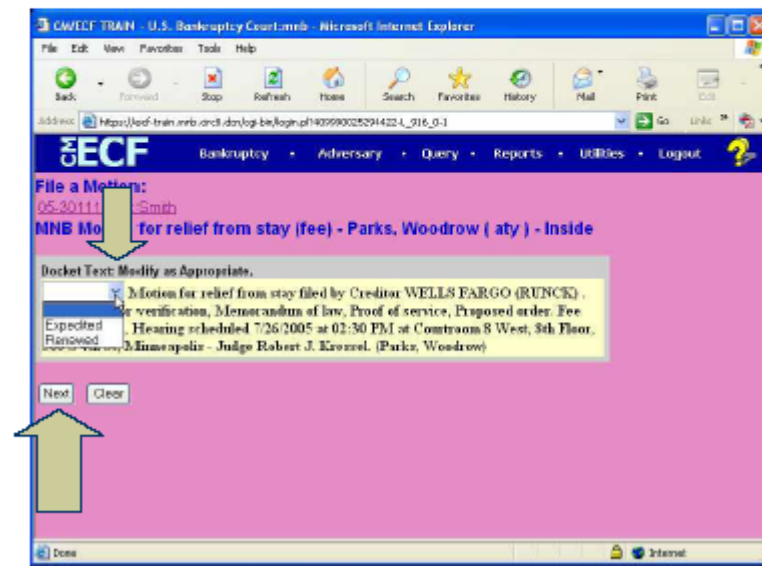 CM/ECF TRAIN - U.S. Bankruptcy Court:mnb - Microsoft Internet Explorer
File Edit View Favorites Tools Help
Back Forward Stop Refresh Home Search Favorites History Mail Print Edit
Address Go Links »
CM ECF Bankruptcy • Adversary • Query • Reports • Utilities • Logout ?
File a Motion:
05-30111 Smith
MNB Mo for relief from stay (fee) - Parks, Woodrow ( aty ) - Inside
Docket Text: Modify as Appropriate.
Motion for relief from stay filed by Creditor WELLS FARGO (RUNCK) .
r verification, Memorandum of law, Proof of service, Proposed order. Fee
Expedited . Hearing scheduled 7/26/2005 at 02:30 PM at Courtroom 8 West, 8th Floor,
Renewed Minneapolis - Judge Robert J. Kressel. (Parks, Woodrow)
Next Clear
Done Internet